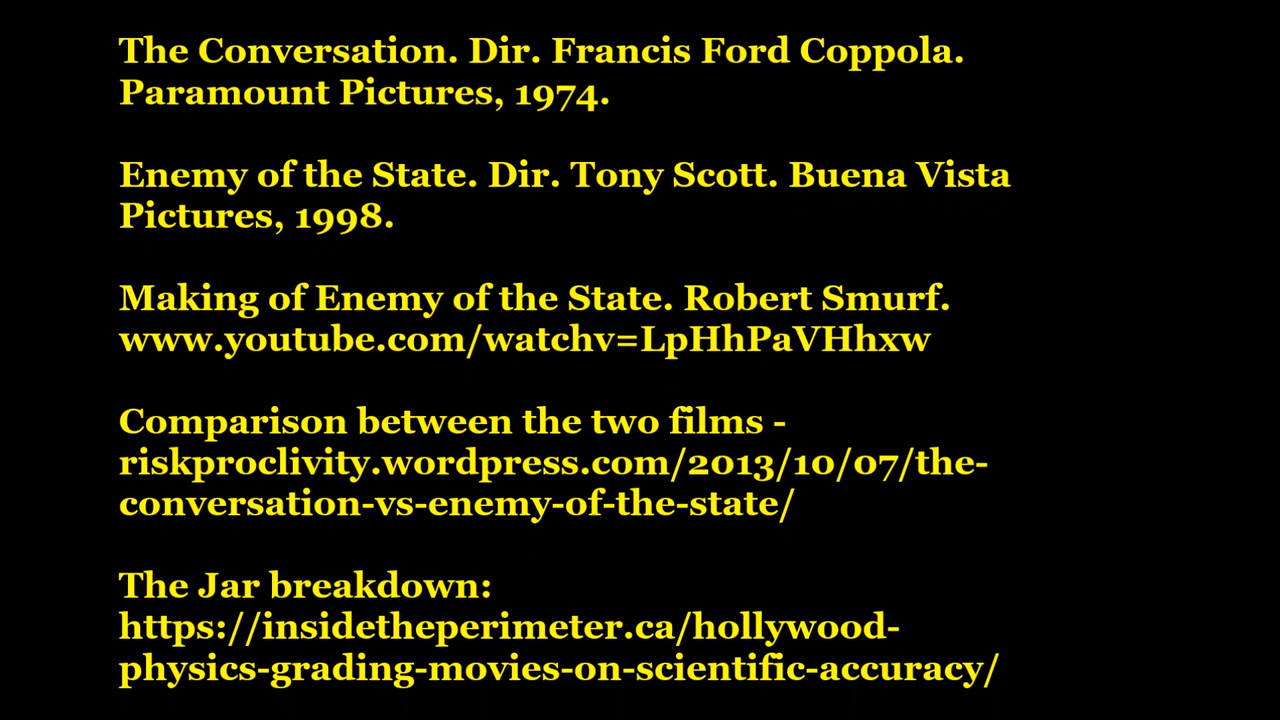 The Conversation. Dir. Francis Ford Coppola.
Paramount Pictures, 1974.
Enemy of the State. Dir. Tony Scott. Buena Vista
Pictures, 1998.
Making of Enemy of the State. Robert Smurf.
www.youtube.com/watchv=LpHhPaVHhxw
Comparison between the two films -
riskproclivity.wordpress.com/2013/10/07/the-
conversation-vs-enemy-of-the-state/
The Jar breakdown:
https://insidetheperimeter.ca/hollywood-
physics-grading-movies-on-scientific-accuracy/